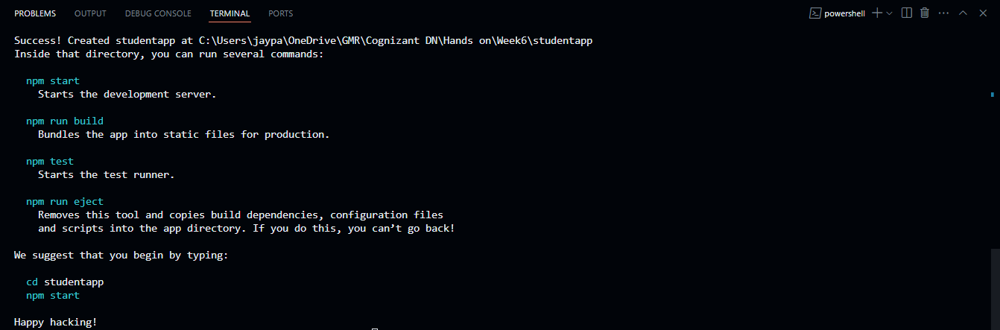 PROBLEMS OUTPUT DEBUG CONSOLE TERMINAL PORTS powershell
Success! Created studentapp at C:\Users\jaypa\OneDrive\GMR\Cognizant DN\Hands on\Week6\studentapp
Inside that directory, you can run several commands:
npm start
Starts the development server.
npm run build
Bundles the app into static files for production.
npm test
Starts the test runner.
npm run eject
Removes this tool and copies build dependencies, configuration files
and scripts into the app directory. If you do this, you can’t go back!
We suggest that you begin by typing:
cd studentapp
npm start
Happy hacking!